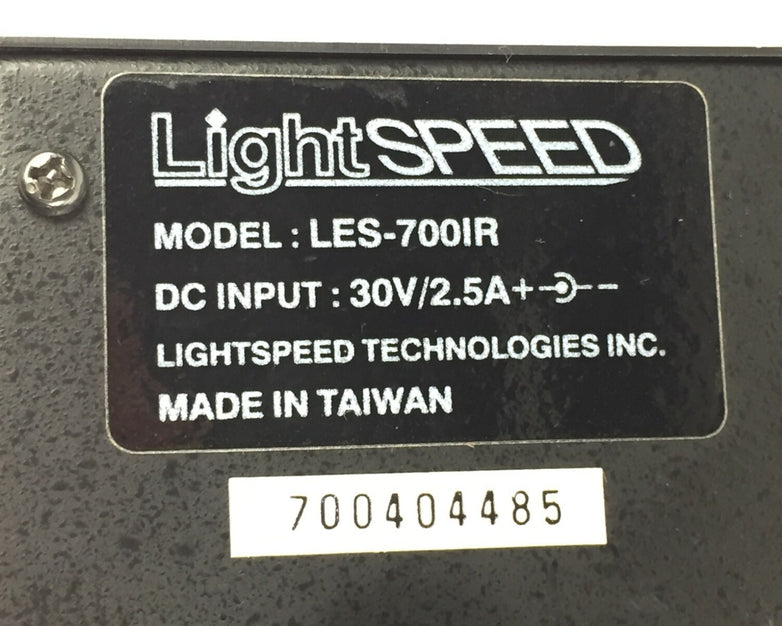 LightSPEED
MODEL : LES-700IR
DC INPUT : 30V/2.5A+ -
LIGHTSPEED TECHNOLOGIES INC.
MADE IN TAIWAN
700404485